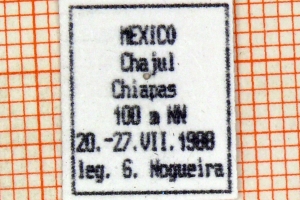 MEXICO
Chajul
Chiapas
100 m NN
20.-27.VII.1988
leg. G. Nogueira